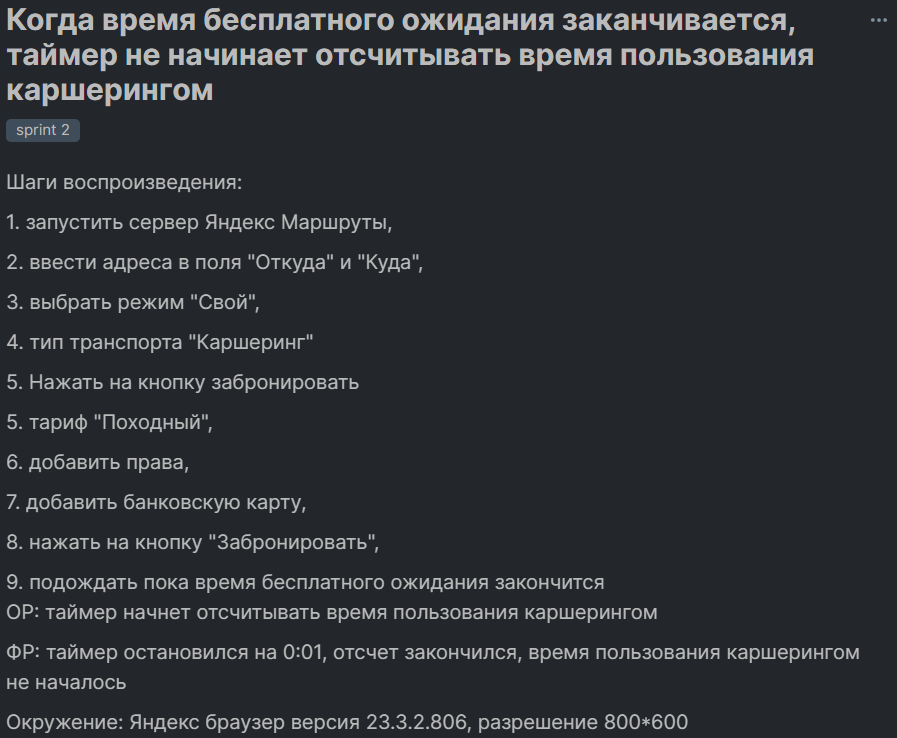 Когда время бесплатного ожидания заканчивается,
таймер не начинает отсчитывать время пользования
каршерингом
sprint 2
Шаги воспроизведения:
1. запустить сервер Яндекс Маршруты,
2. ввести адреса в поля "Откуда" и "Куда",
3. выбрать режим "Свой",
4. тип транспорта "Каршеринг"
5. Нажать на кнопку забронировать
5. тариф "Походный",
6. добавить права,
7. добавить банковскую карту,
8. нажать на кнопку "Забронировать",
9. подождать пока время бесплатного ожидания закончится
ОР: таймер начнет отсчитывать время пользования каршерингом
ФР: таймер остановился на 0:01, отсчет закончился, время пользования каршерингом
не началось
Окружение: Яндекс браузер версия 23.3.2.806, разрешение 800*600